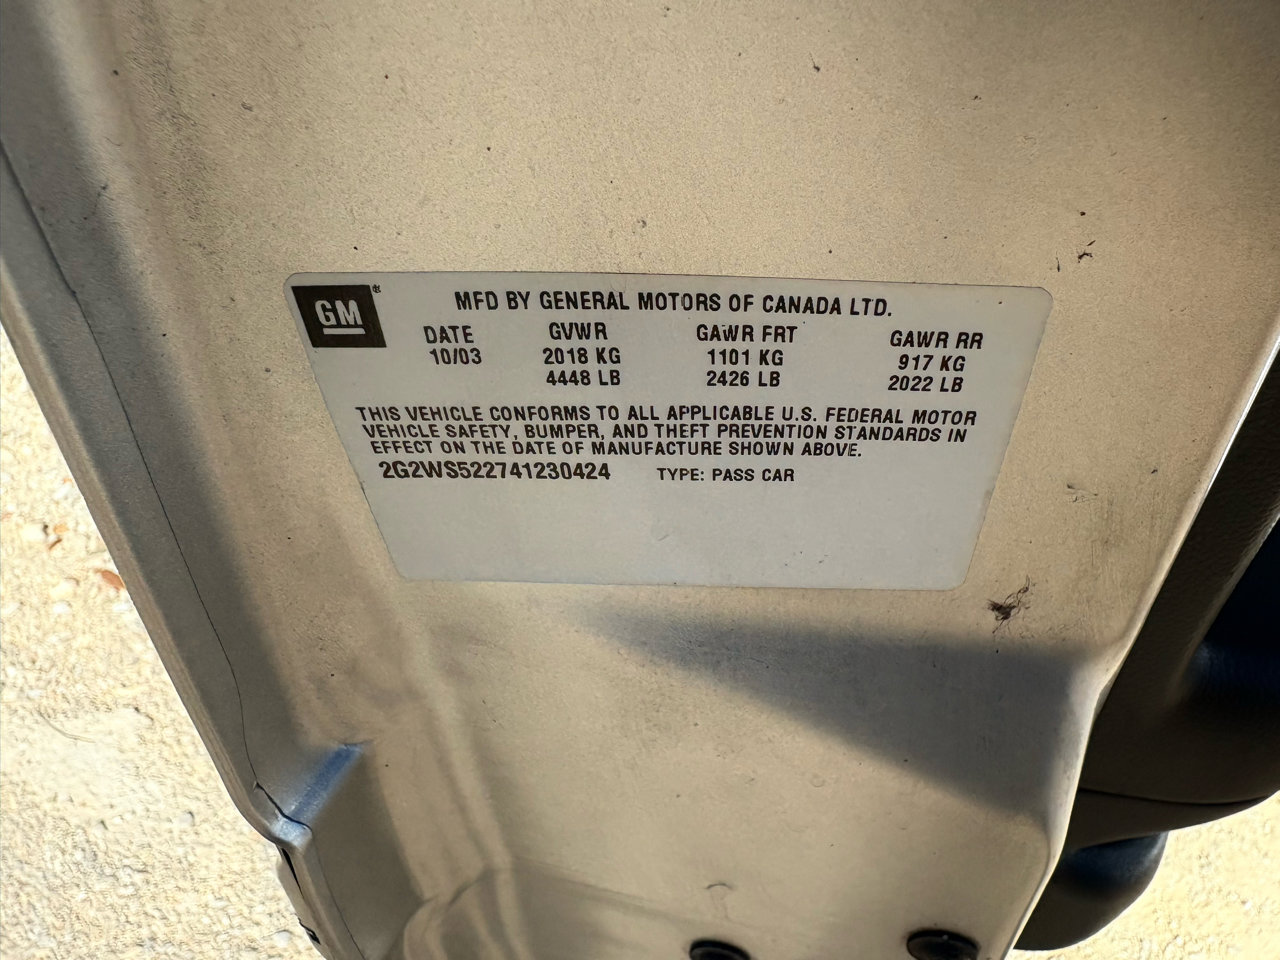 GM
MFD BY GENERAL MOTORS OF CANADA LTD.
DATE GVWR GAWR FRT GAWR RR
10/03 2018 KG 1101 KG 917 KG
4448 LB 2426 LB 2022 LB
THIS VEHICLE CONFORMS TO ALL APPLICABLE U.S. FEDERAL MOTOR
VEHICLE SAFETY, BUMPER, AND THEFT PREVENTION STANDARDS IN
EFFECT ON THE DATE OF MANUFACTURE SHOWN ABOVE.
2G2WS522741230424 TYPE: PASS CAR